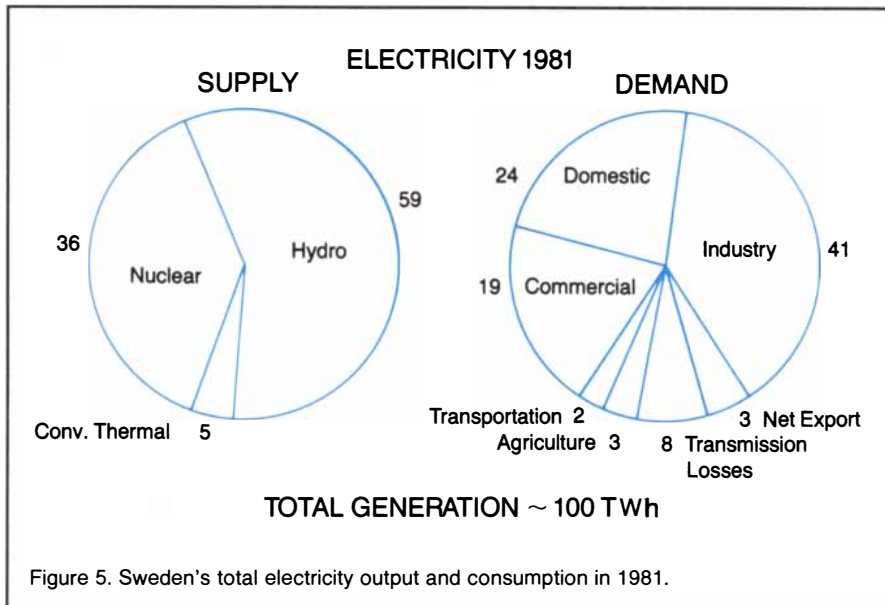 ELECTRICITY 1981
SUPPLY
59
36
Hydro
Nuclear
Conv. Thermal 5
DEMAND
24
Domestic
Industry 41
19 Commercial
Transportation 2
3 Net Export
Agriculture 3
8 Transmission
Losses
TOTAL GENERATION ~ 100 TWh
Figure 5. Sweden's total electricity output and consumption in 1981.